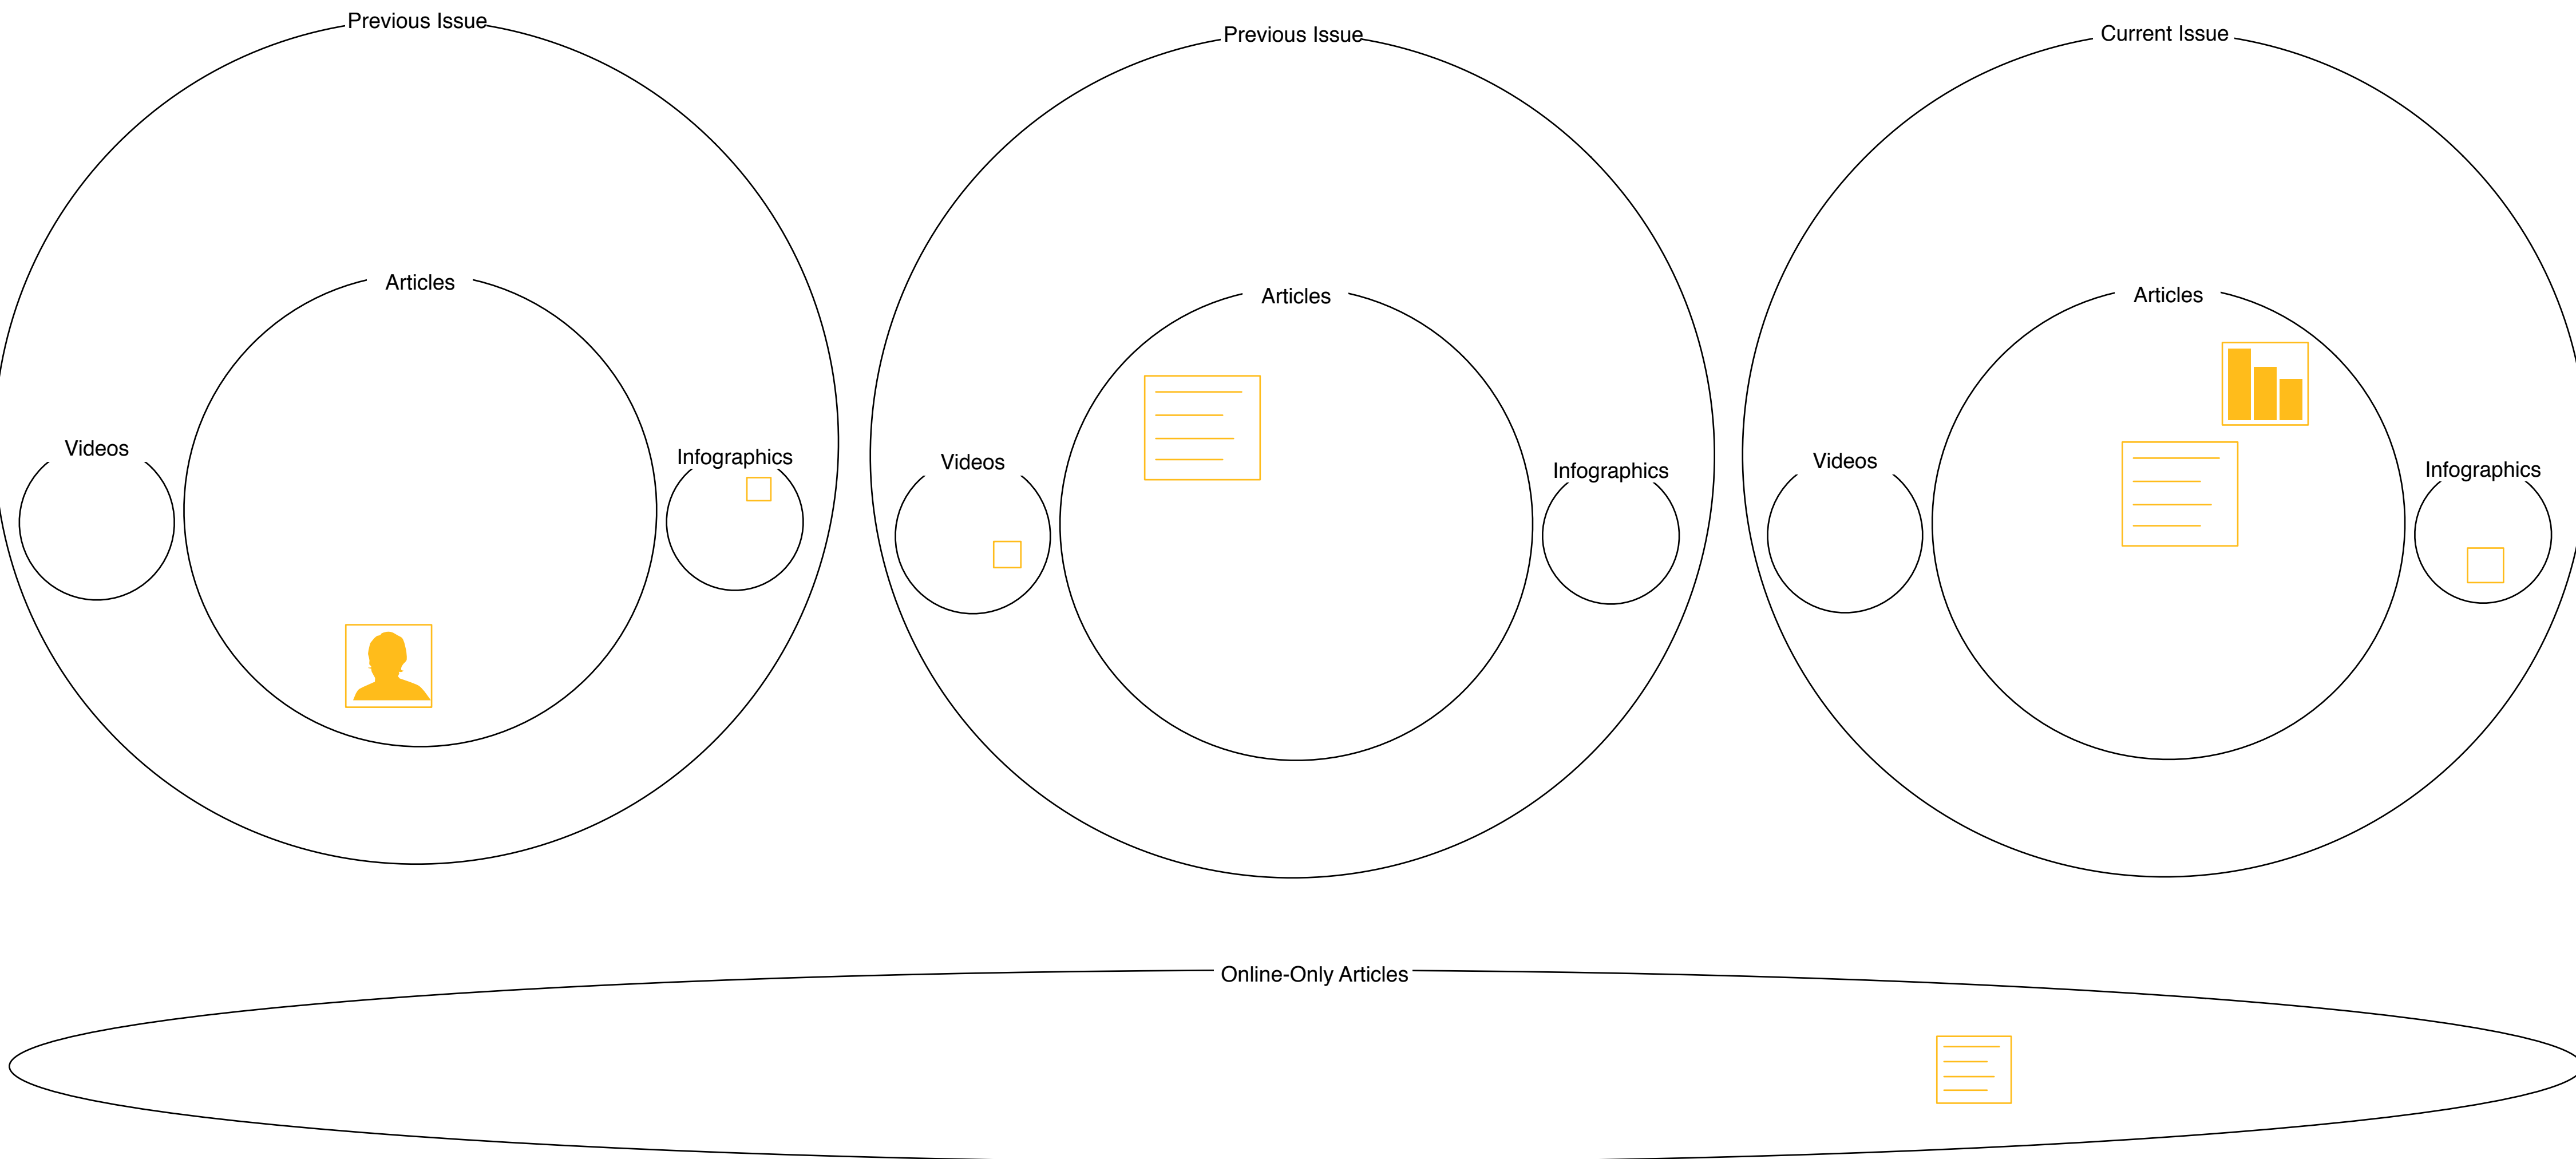 Previous Issue
Articles
Videos
Infographics
Previous Issue
Articles
Videos
Infographics
Current Issue
Articles
Videos
Infographics
Online-Only Articles